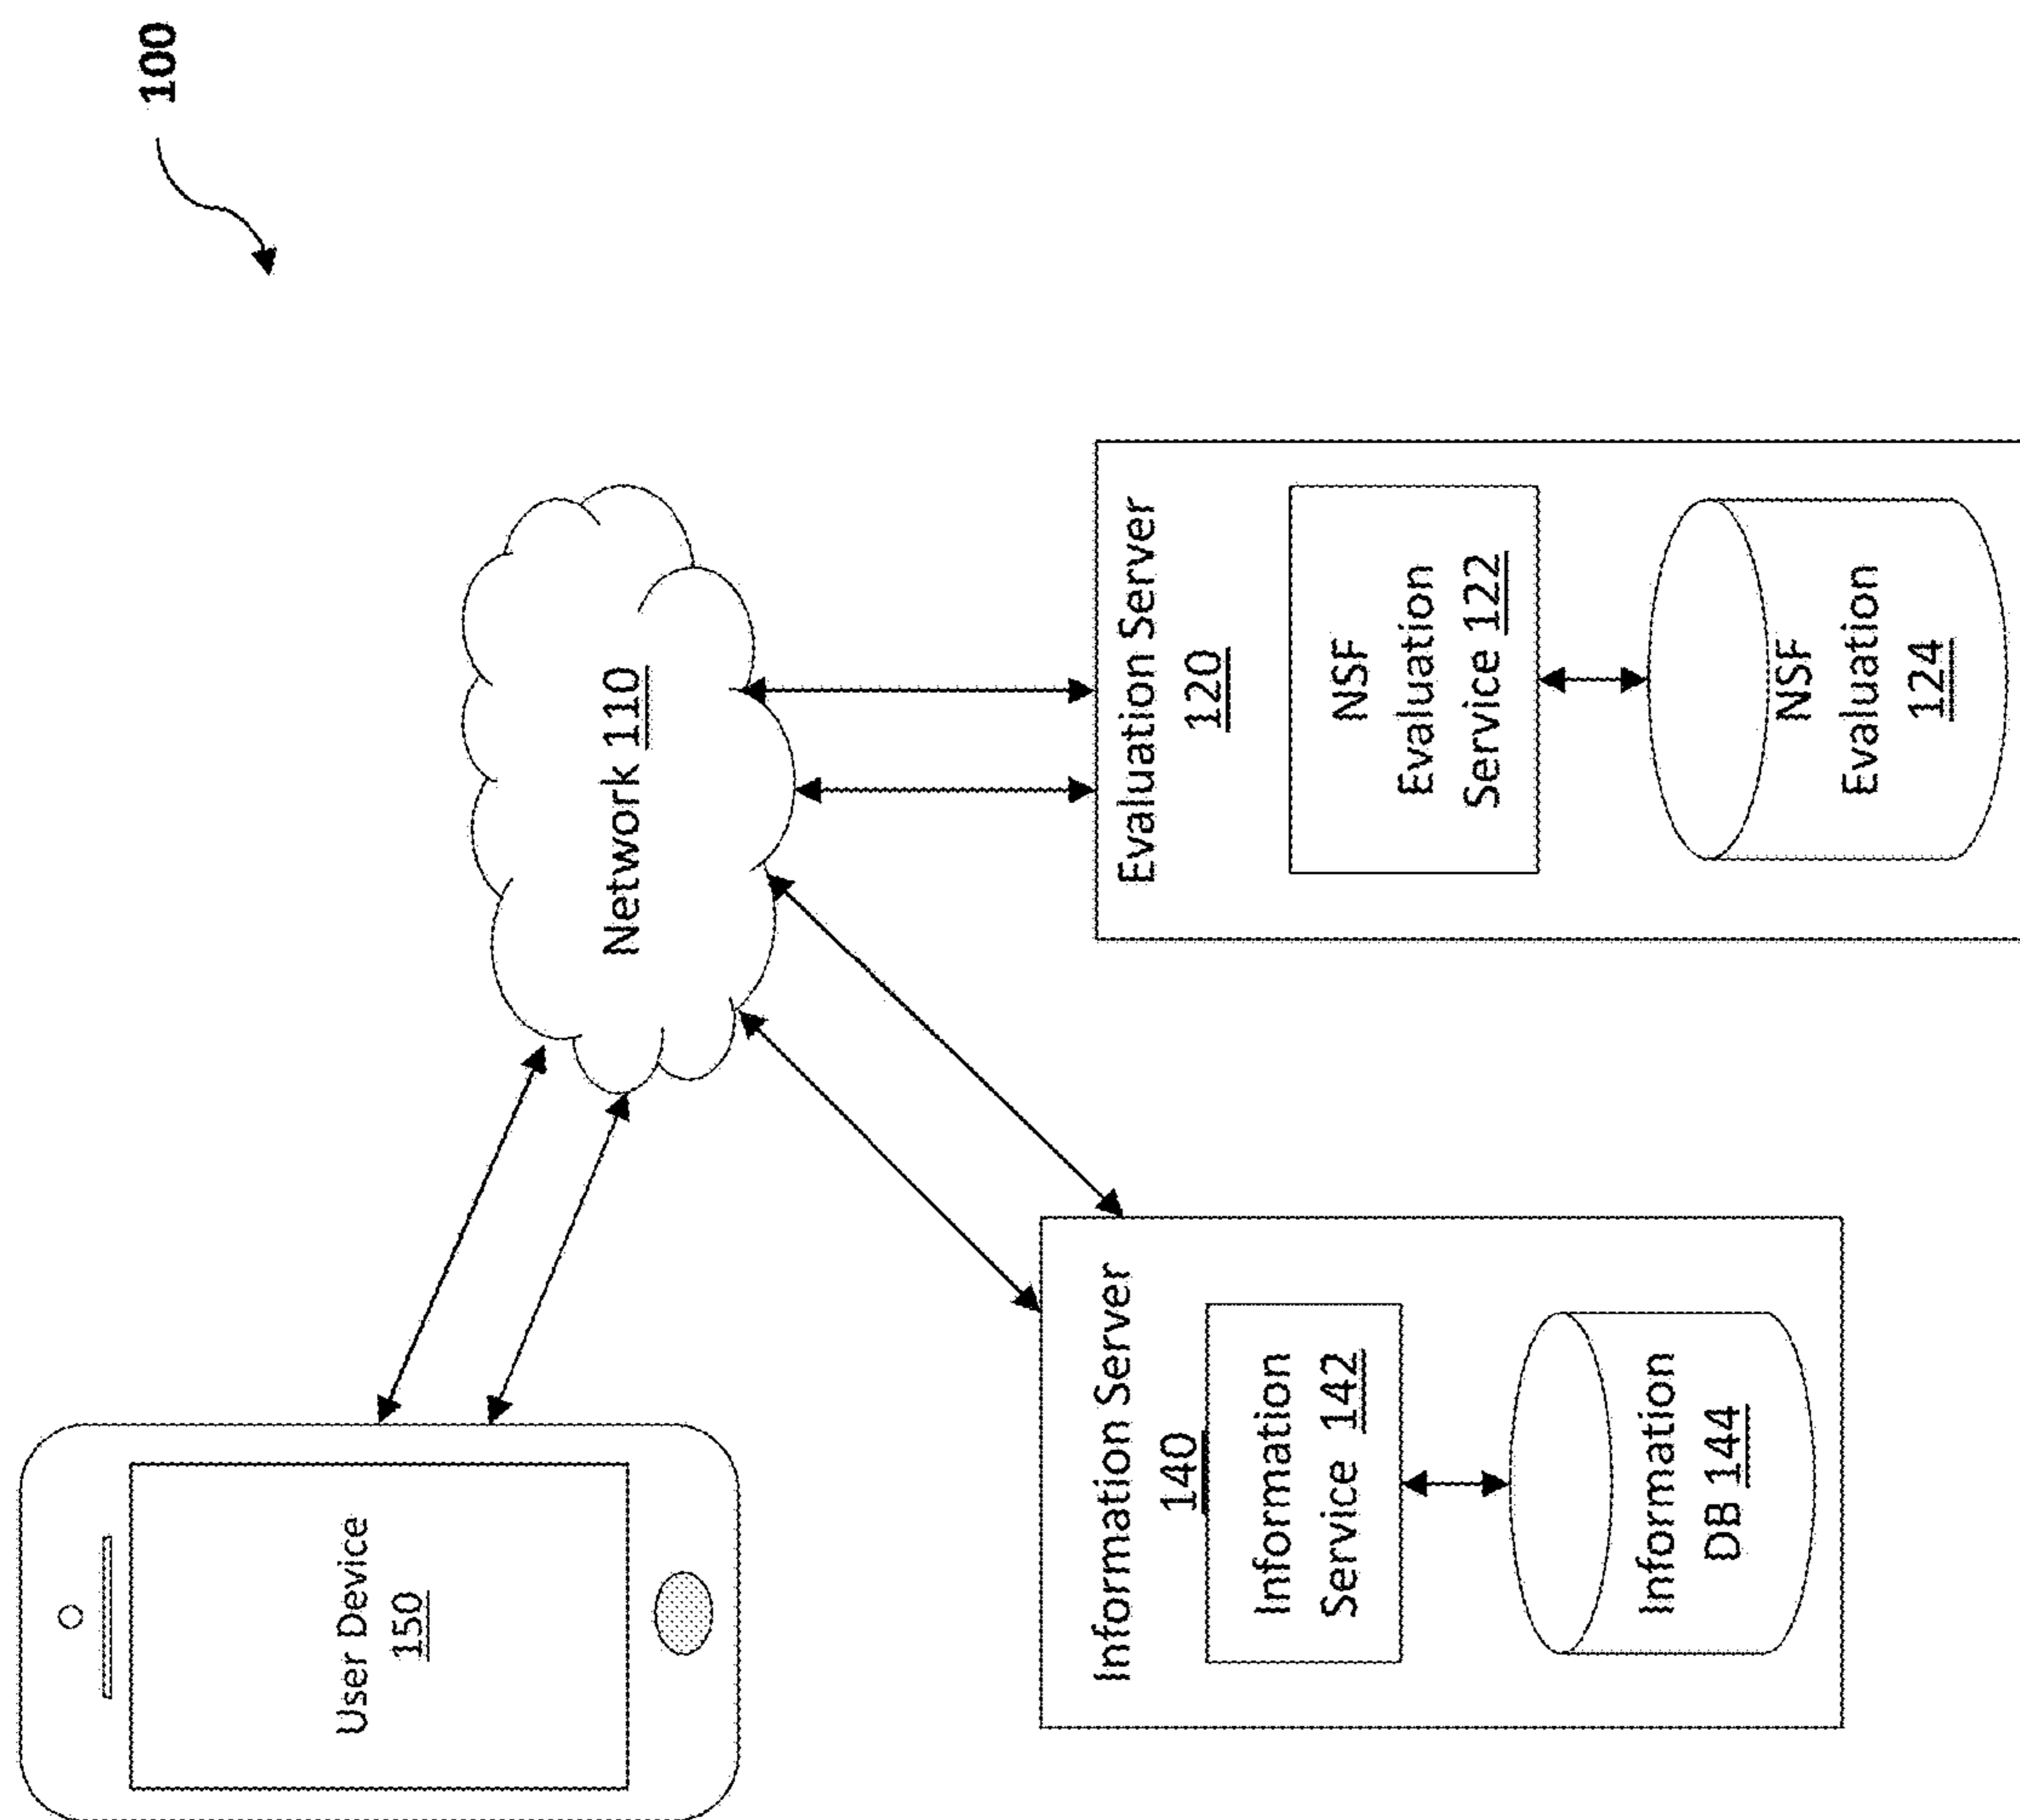 100
User Device
150
Network 110
Information Server
140
Information
Service 142
Information
DB 144
Evaluation Server
120
NSF
Evaluation
Service 122
NSF
Evaluation
124